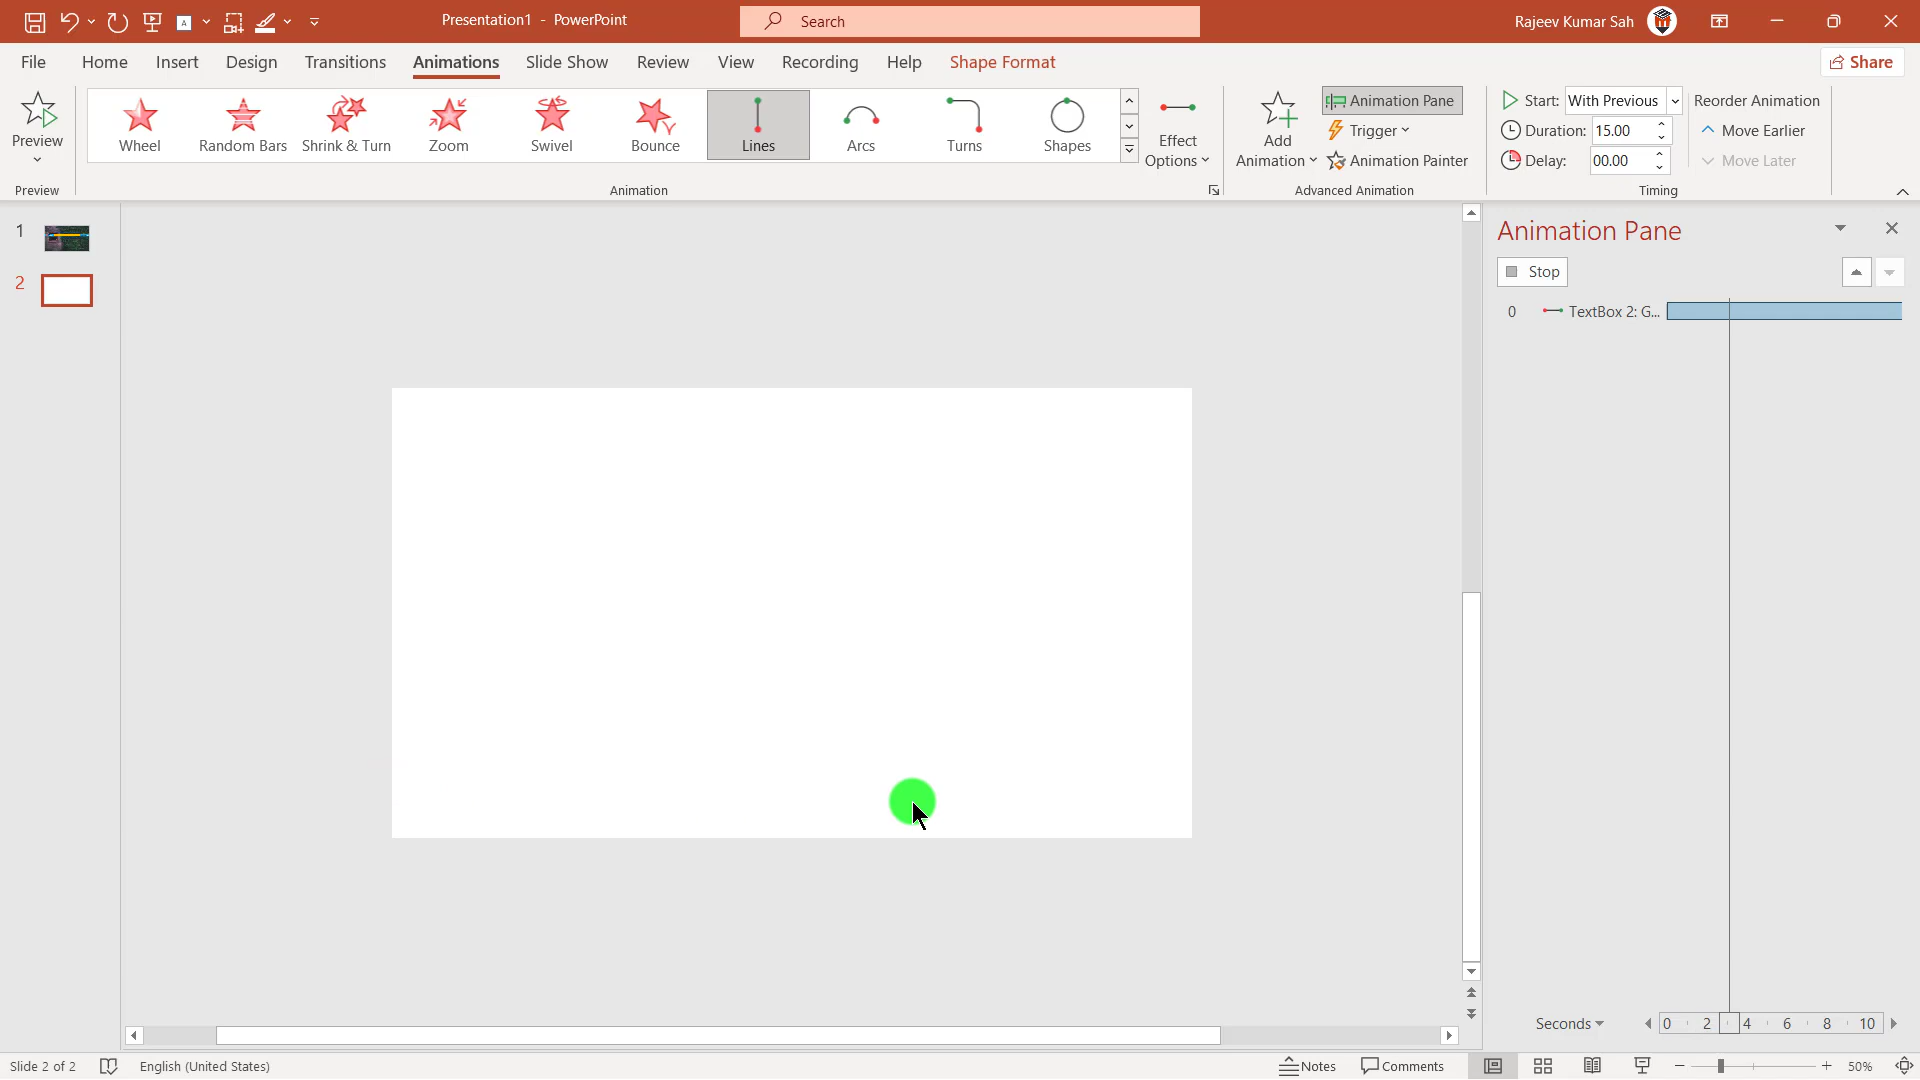 Presentation1 - PowerPoint
Search
Rajeev Kumar Sah
File Home Insert Design Transitions Animations Slide Show Review View Recording Help Shape Format
Share
Preview
Wheel Random Bars Shrink & Turn Zoom Swivel Bounce Lines Arcs Turns Shapes
Effect Options
Add Animation
Animation Pane
Trigger
Animation Painter
Start: With Previous
Duration: 15.00
Delay: 00.00
Reorder Animation
Move Earlier
Move Later
Preview Animation Advanced Animation Timing
1
2
Animation Pane
Stop
0 TextBox 2: G...
Seconds 0 2 4 6 8 10
Slide 2 of 2 English (United States) Notes Comments 50%